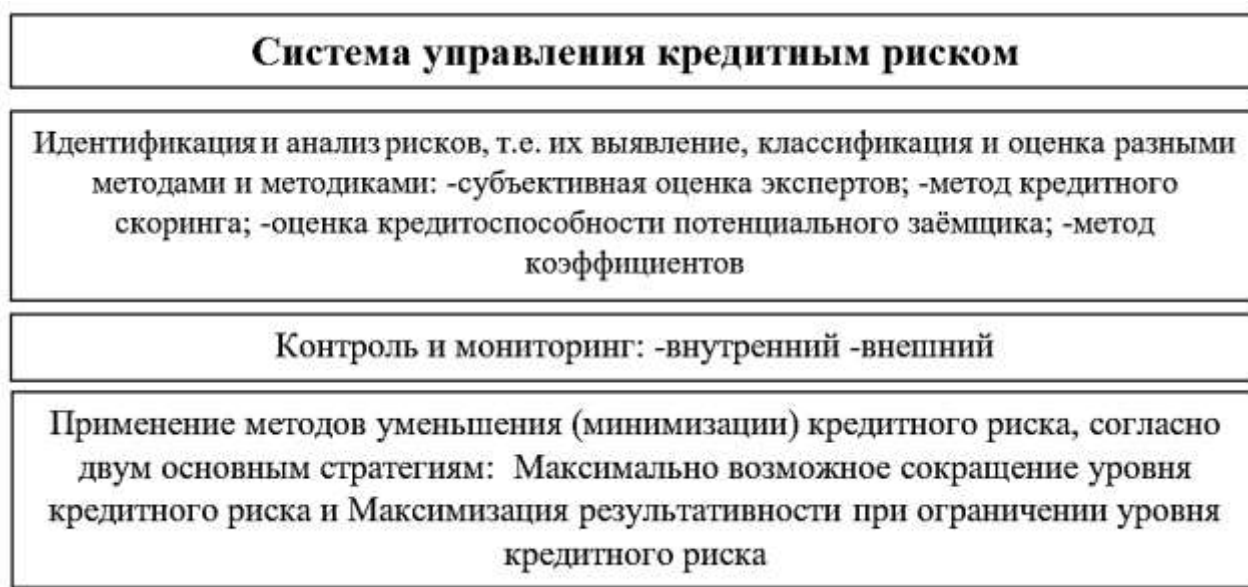 Система управления кредитным риском
Идентификация и анализ рисков, т.е. их выявление, классификация и оценка разными
методами и методиками: -субъективная оценка экспертов; -метод кредитного
скоринга; -оценка кредитоспособности потенциального заёмщика; -метод
коэффициентов
Контроль и мониторинг: -внутренний -внешний
Применение методов уменьшения (минимизации) кредитного риска, согласно
двум основным стратегиям: Максимально возможное сокращение уровня
кредитного риска и Максимизация результативности при ограничении уровня
кредитного риска